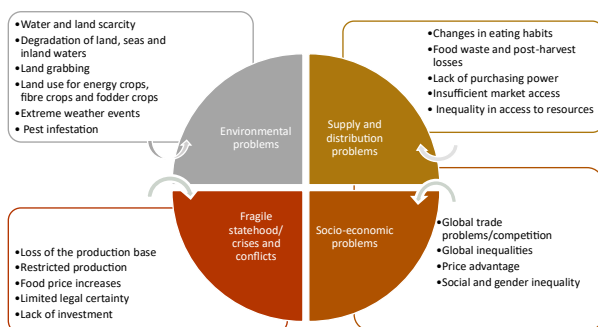 •Water and land scarcity
•Degradation of land, seas and
inland waters
•Land grabbing
•Land use for energy crops,
fibre crops and fodder crops
•Extreme weather events
• Pest infestation
•Changes in eating habits
•Food waste and post-harvest
losses
•Lack of purchasing power
•Insufficient market access
• Inequality in access to resources
Environmental
problems
Supply and
distribution problems
Fragile
statehood/
crises and
conflicts
Socio-economic
problems
•Loss of the production base
•Restricted production
•Food price increases
•Limited legal certainty
•Lack of investment
•Global trade
problems/competition
•Global inequalities
•Price advantage
•Social and gender inequality